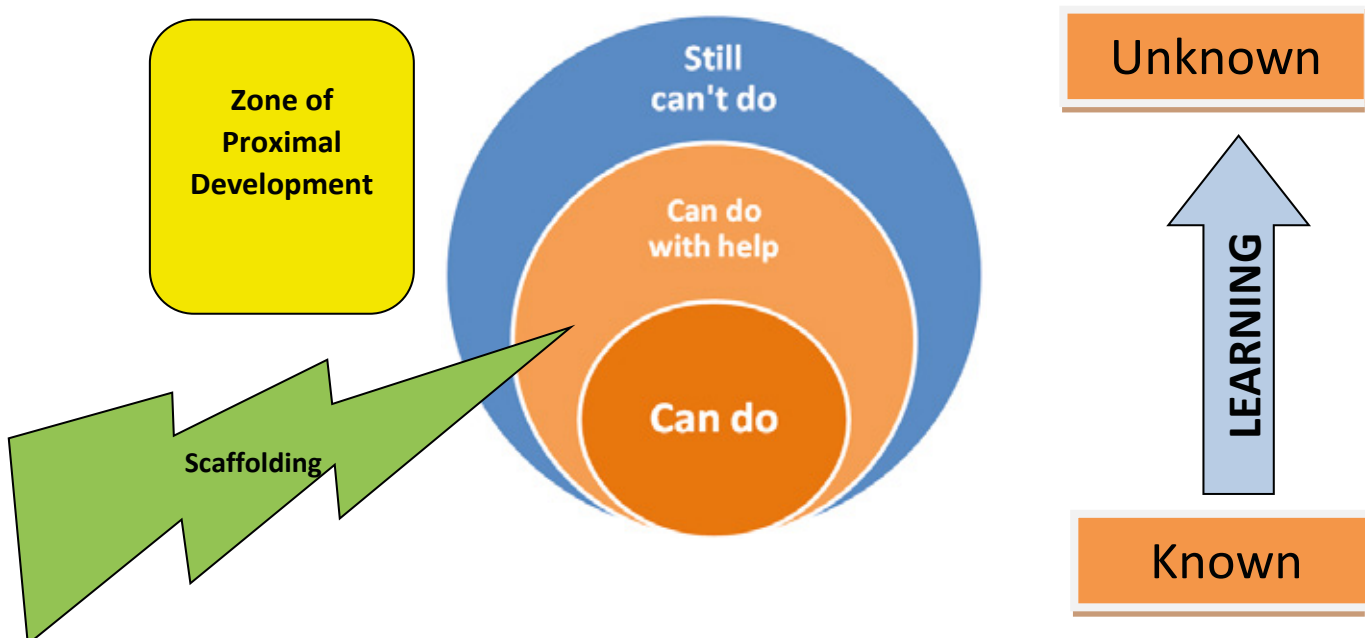 Zone of
Proximal
Development
Still
can't do
Can do
with help
Can do
Scaffolding
Unknown
LEARNING
Known